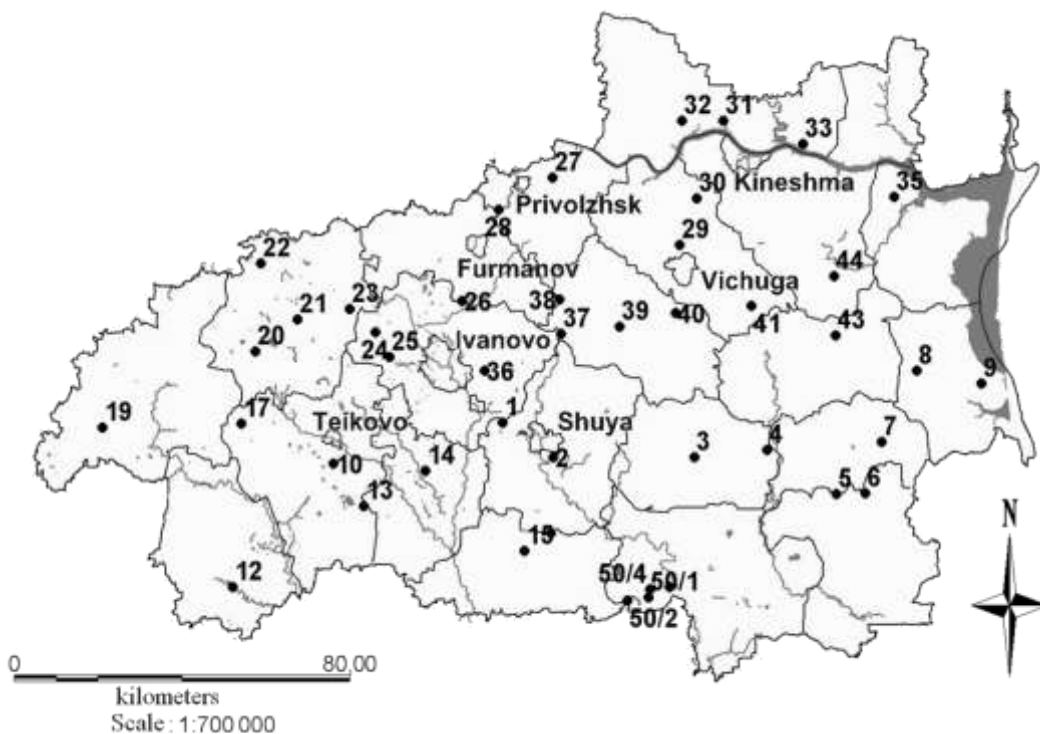 32 31
33
27
30 Kineshma 35
Privolzhsk
28
29
22 44
Furmanov Vichuga
21 23 26 38 39 40
37 41 43
20 24 25 Ivanovo
36 8 9
19 17 1
Teikovo Shuya
7
10 14 2 3 4
13 5 6
15 N
12 50/4 50/1
50/2
0 80,00
kilometers
Scale : 1:700 000